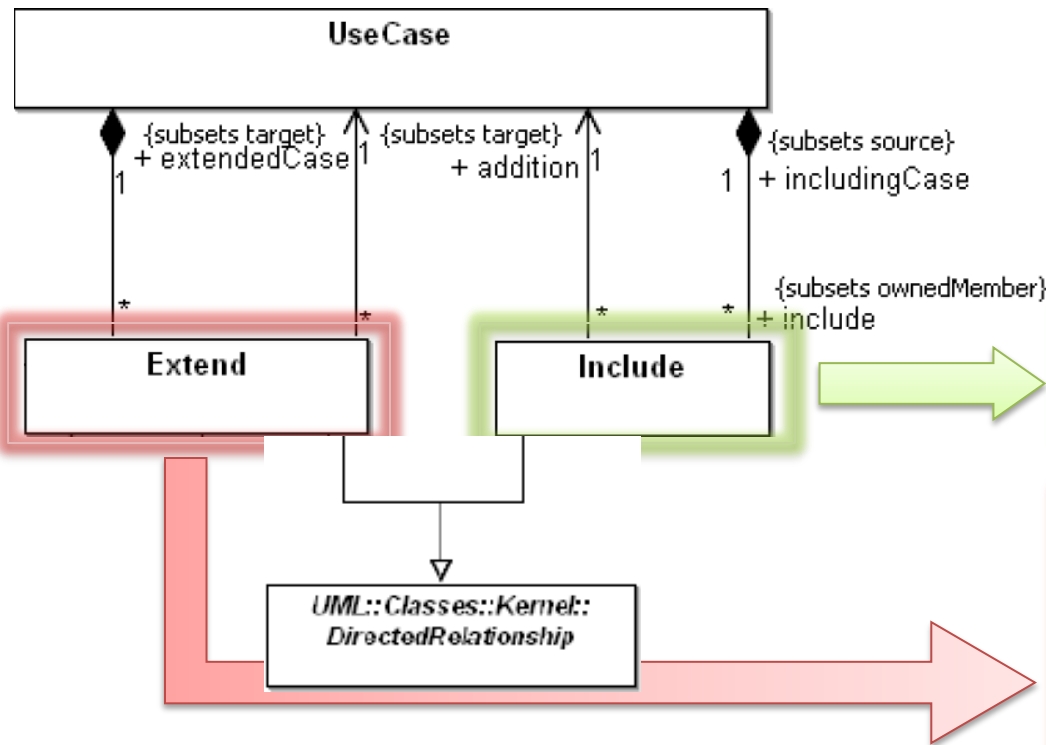 UseCase
{subsets target}
+ extendedCase
1
1
{subsets target}
+ addition
1
{subsets source}
1
+ includingCase
*
*
*
*
{subsets ownedMember}
+ include
Extend
Include
UML::Classes::Kernel::
DirectedRelationship